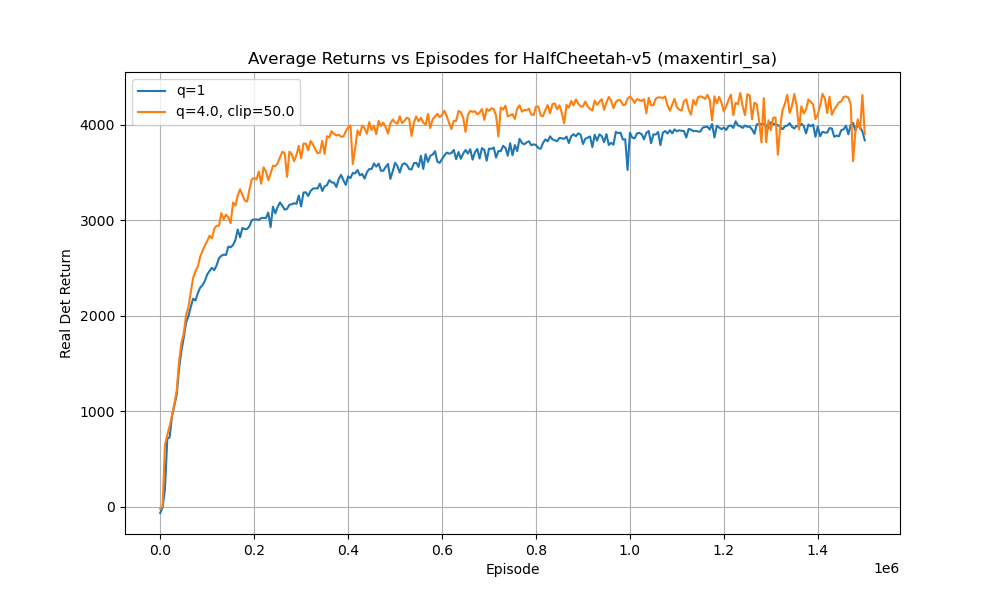 Average Returns vs Episodes for HalfCheetah-v5 (maxentirl_sa)
q=1
q=4.0, clip=50.0
Real Det Return
4000
3000
2000
1000
0
0.0 0.2 0.4 0.6 0.8 1.0 1.2 1.4
1e6
Episode